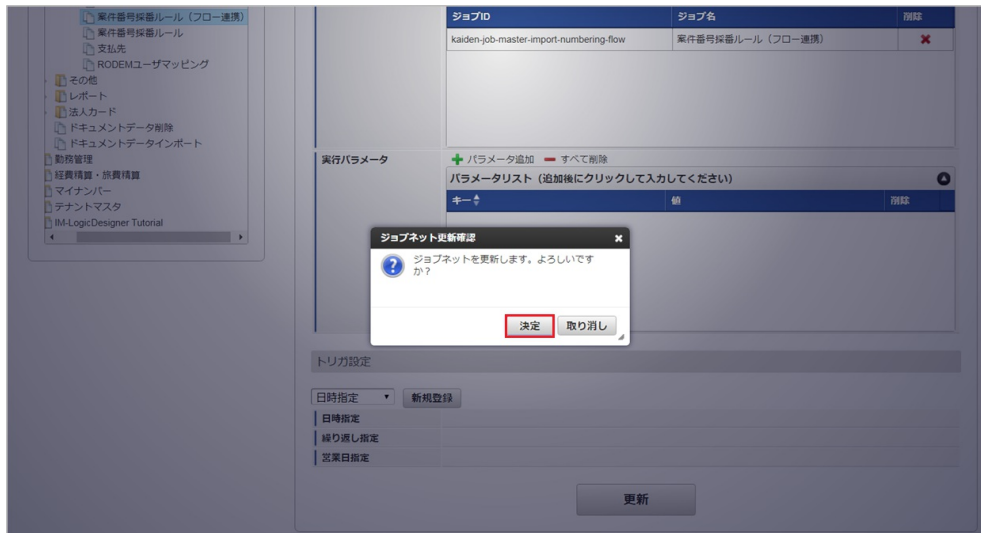 案件番号採番ルール（フロー連携）
案件番号採番ルール
支払先
RODEMユーザマッピング
その他
レポート
法人カード
ドキュメントデータ削除
ドキュメントデータインポート
勤務管理
経費精算・旅費精算
マイナンバー
テナントマスタ
IM-LogicDesigner Tutorial
ジョブID ジョブ名 削除
kaiden-job-master-import-numbering-flow 案件番号採番ルール（フロー連携）
実行パラメータ
パラメータ追加 すべて削除
パラメータリスト（追加後にクリックして入力してください）
キー 値 削除
ジョブネット更新確認
ジョブネットを更新します。よろしいです
か？
決定 取り消し
トリガ設定
日時指定 新規登録
日時指定
繰り返し指定
営業日指定
更新